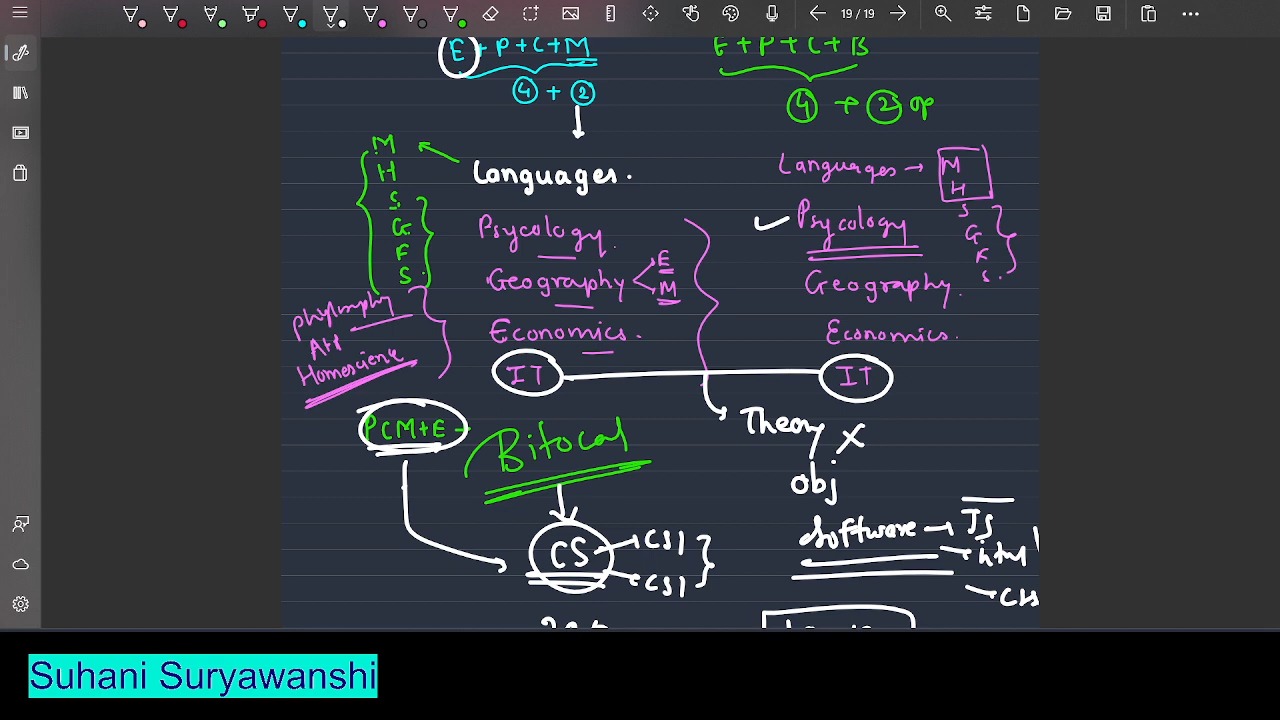 19/19
E + P + C + M
E + P + C + B
4 + 2
4 + 2 op
M
H
S
G
F
S
Languages.
Languages → M
H
S
G
F
S.
Psycology.
Psycology
Geography
E
M
Geography.
Economics.
Economics.
Art
Homescience
IT
IT
PCM+E -
Bifocal
Theory X
Obj
CS
CS1
CS1
Software → JS
html
css
Suhani Suryawanshi